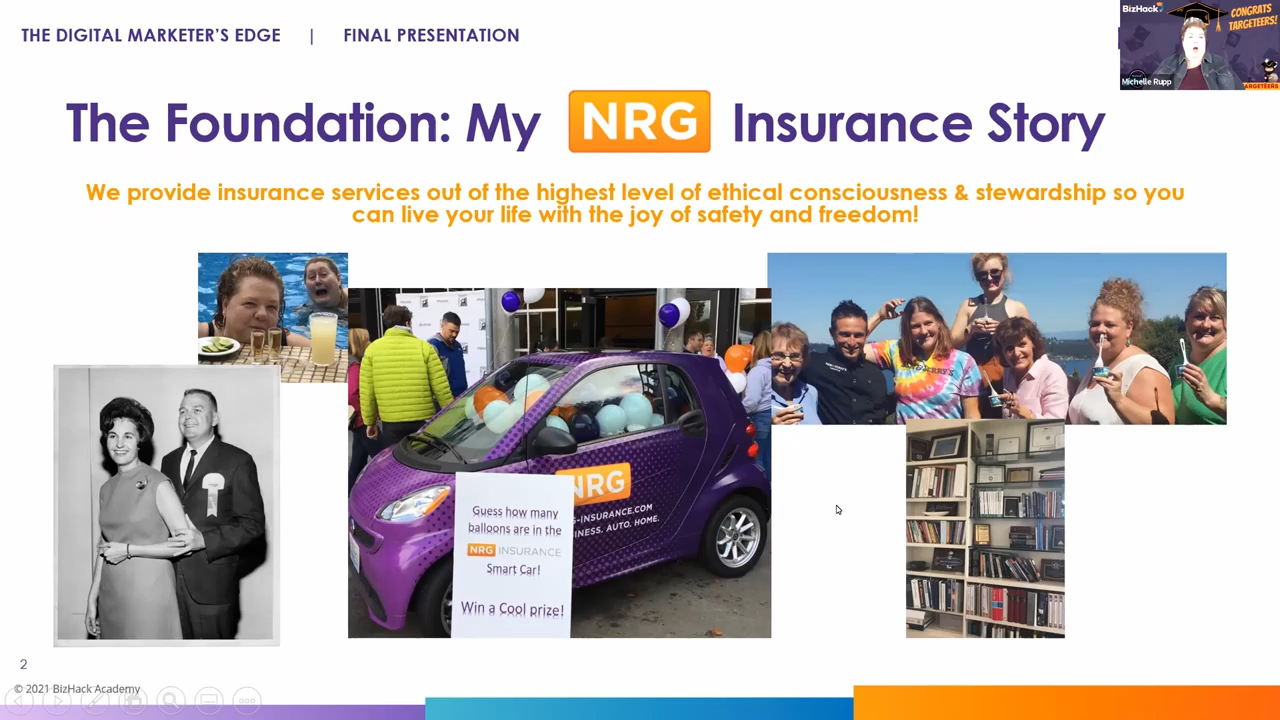 THE DIGITAL MARKETER'S EDGE | FINAL PRESENTATION
BizHack
CONGRATS
TARGETEERS!
Michelle Rupp
TARGETEERS
The Foundation: My NRG Insurance Story
We provide insurance services out of the highest level of ethical consciousness & stewardship so you
can live your life with the joy of safety and freedom!
NRG
-INSURANCE.COM
INESS. AUTO. HOME.
Guess how many
balloons are in the
NRG INSURANCE
Smart Car!
Win a Cool prize!
2
© 2021 BizHack Academy